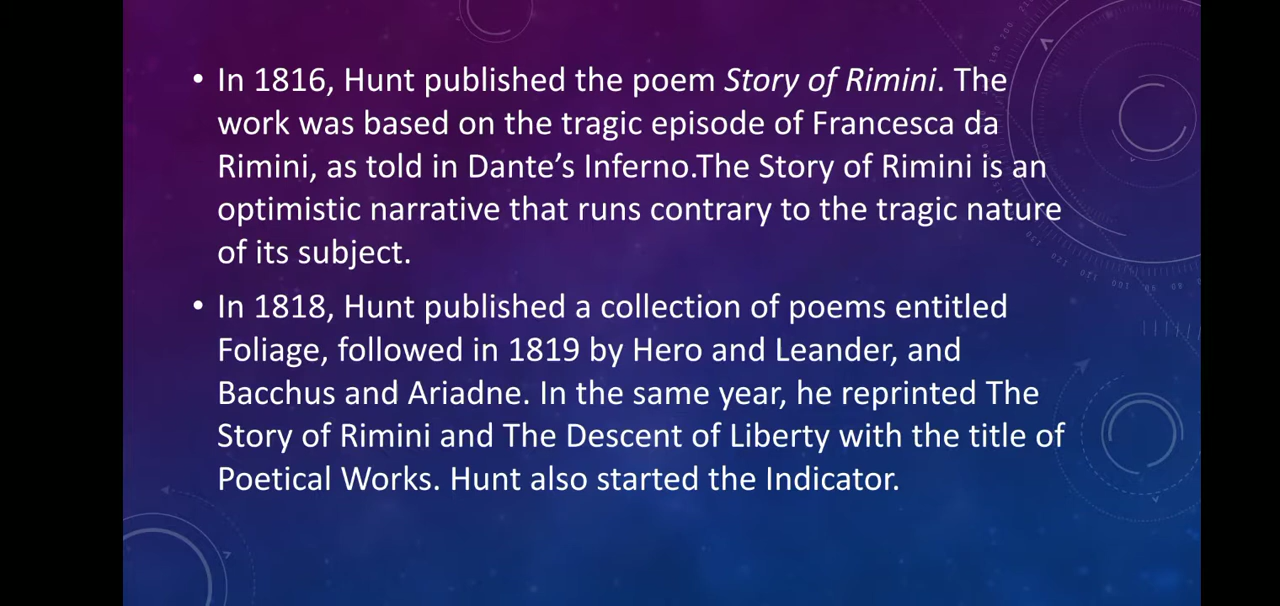 • In 1816, Hunt published the poem Story of Rimini. The
work was based on the tragic episode of Francesca da
Rimini, as told in Dante’s Inferno.The Story of Rimini is an
optimistic narrative that runs contrary to the tragic nature
of its subject.
• In 1818, Hunt published a collection of poems entitled
Foliage, followed in 1819 by Hero and Leander, and
Bacchus and Ariadne. In the same year, he reprinted The
Story of Rimini and The Descent of Liberty with the title of
Poetical Works. Hunt also started the Indicator.